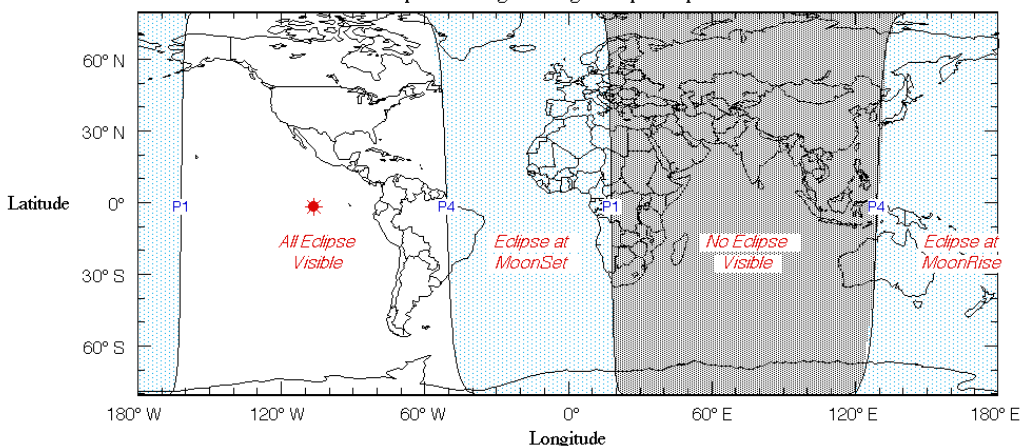 60° N
30° N
Latitude
0°
30° S
60° S
P1
P4
P1
P4
All Eclipse
Visible
Eclipse at
MoonSet
No Eclipse
Visible
Eclipse at
MoonRise
180° W
120° W
60° W
0°
60° E
120° E
180° E
Longitude